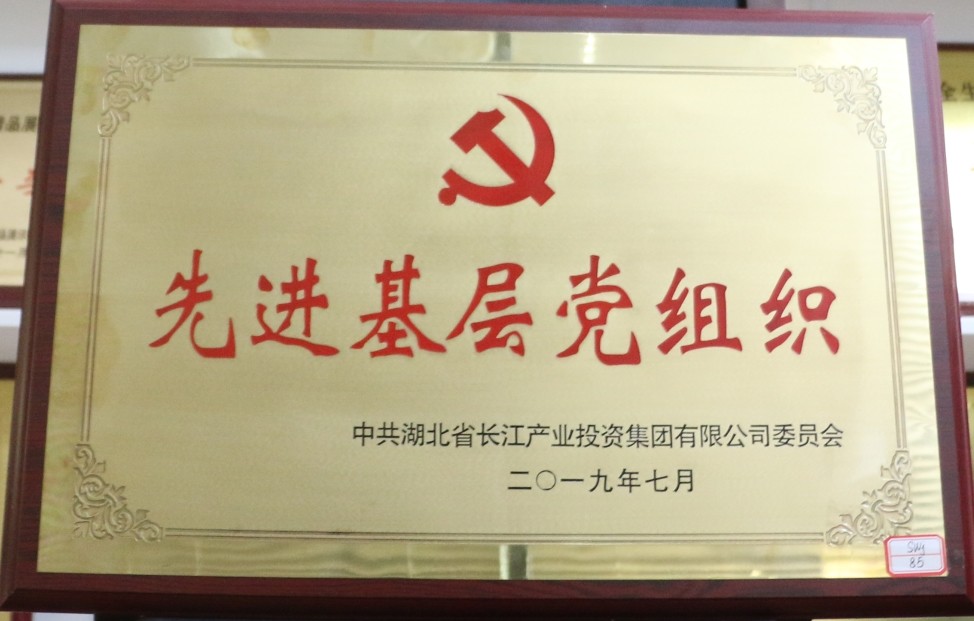 先进基层党组织
中共湖北省长江产业投资集团有限公司委员会
二〇一九年七月
85